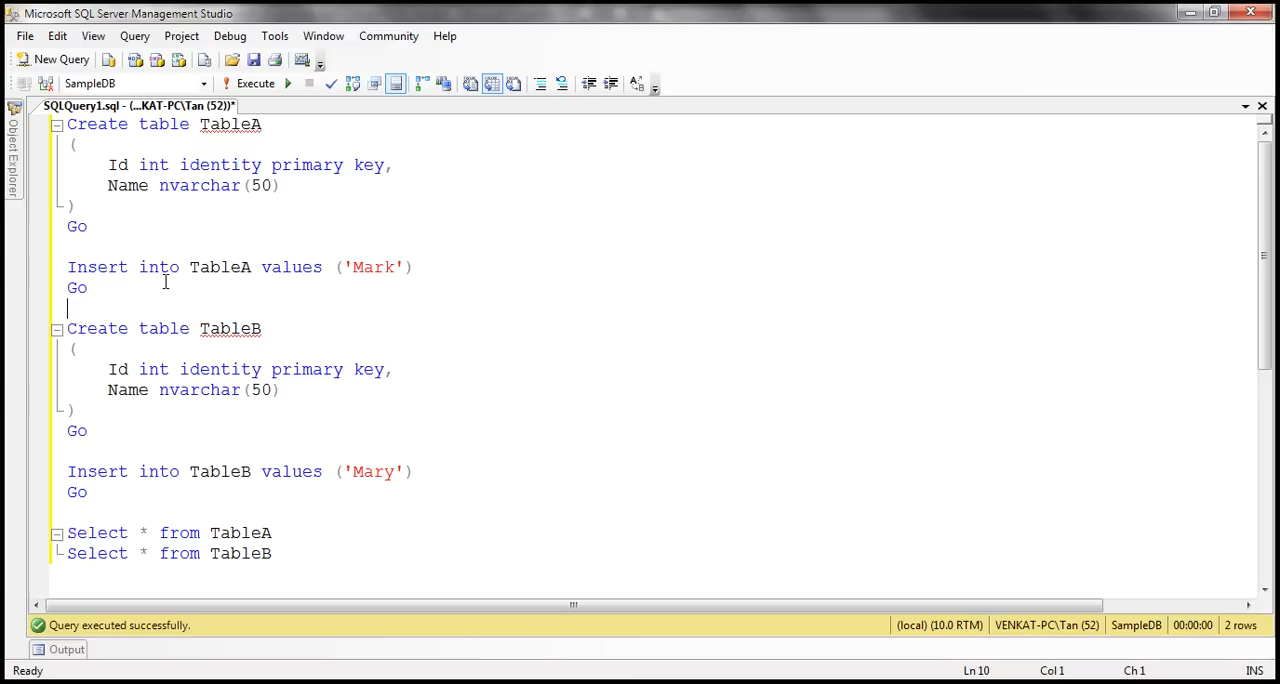 Microsoft SQL Server Management Studio
File Edit View Query Project Debug Tools Window Community Help
New Query
SampleDB Execute
SQLQuery1.sql - (...KAT-PC\Tan (52))*
Object Explorer
Create table TableA
(
Id int identity primary key,
Name nvarchar(50)
)
Go
Insert into TableA values ('Mark')
Go
Create table TableB
(
Id int identity primary key,
Name nvarchar(50)
)
Go
Insert into TableB values ('Mary')
Go
Select * from TableA
Select * from TableB
Query executed successfully. (local) (10.0 RTM) VENKAT-PC\Tan (52) SampleDB 00:00:00 2 rows
Output
Ready Ln 10 Col 1 Ch 1 INS